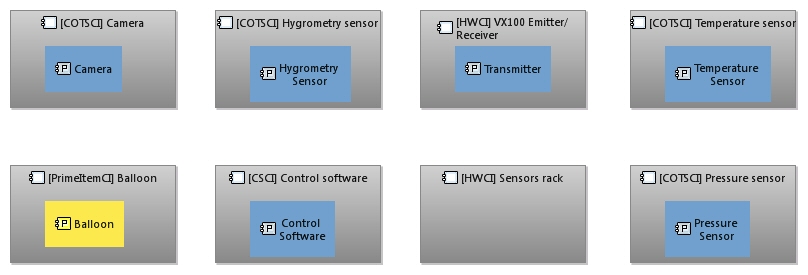 [COTSCI] Camera
P Camera
[COTSCI] Hygrometry sensor
P Hygrometry
Sensor
[HWCI] VX100 Emitter/
Receiver
P Transmitter
[COTSCI] Temperature sensor
P Temperature
Sensor
[PrimeItemCI] Balloon
P Balloon
[CSCI] Control software
P Control
Software
[HWCI] Sensors rack
[COTSCI] Pressure sensor
P Pressure
Sensor